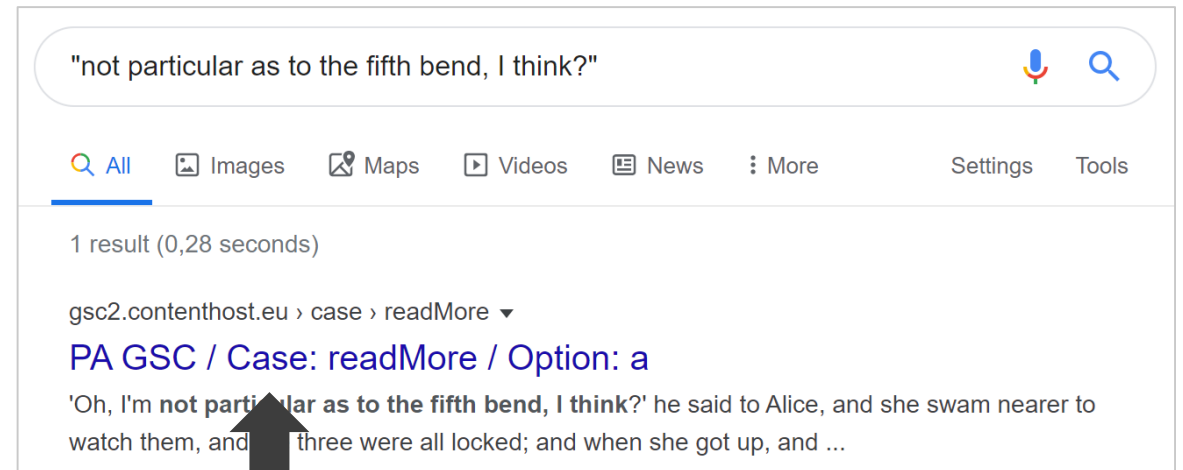 "not particular as to the fifth bend, I think?"
All Images Maps Videos News More Settings Tools
1 result (0,28 seconds)
gsc2.contenthost.eu › case › readMore
PA GSC / Case: readMore / Option: a
'Oh, I'm not particular as to the fifth bend, I think?' he said to Alice, and she swam nearer to
watch them, and three were all locked; and when she got up, and ...